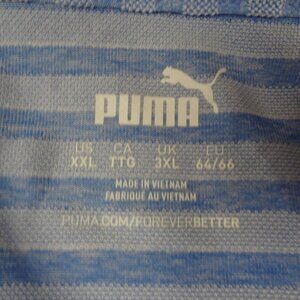 PUMA
US CA UK EU
XXL TTG 3XL 64/66
MADE IN VIETNAM
FABRIQUÉ AU VIETNAM
PUMA.COM/FOREVERBETTER